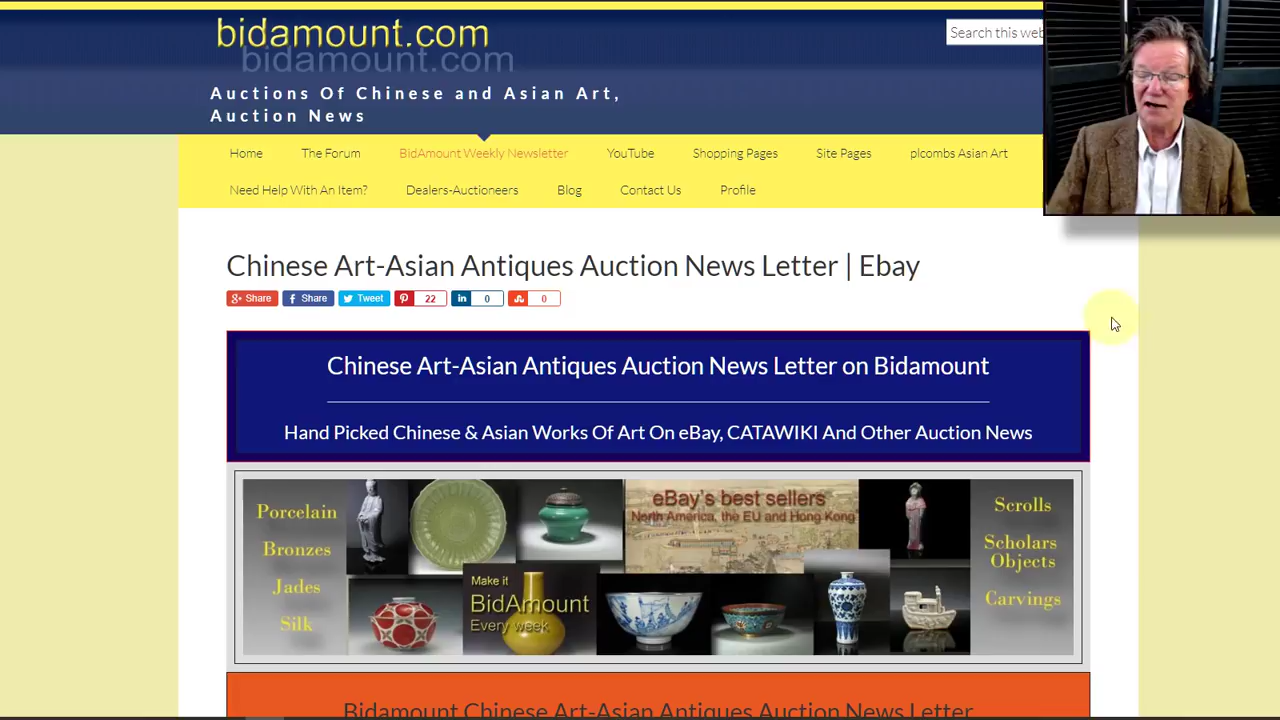 bidamount.com
bidamount.com
Auctions Of Chinese and Asian Art,
Auction News
Home The Forum BidAmount Weekly Newsletter YouTube Shopping Pages Site Pages plcombs Asian Art
Need Help With An Item? Dealers-Auctioneers Blog Contact Us Profile
Chinese Art-Asian Antiques Auction News Letter | Ebay
Share Share Tweet 22 0 0
Chinese Art-Asian Antiques Auction News Letter on Bidamount
Hand Picked Chinese & Asian Works Of Art On eBay, CATAWIKI And Other Auction News
Porcelain
Bronzes
Jades
Silk
Make it
BidAmount
Every week
eBay's best sellers
North America, the EU and Hong Kong
Scrolls
Scholars
Objects
Carvings
Bidamount Chinese Art-Asian Antiques Auction News Letter